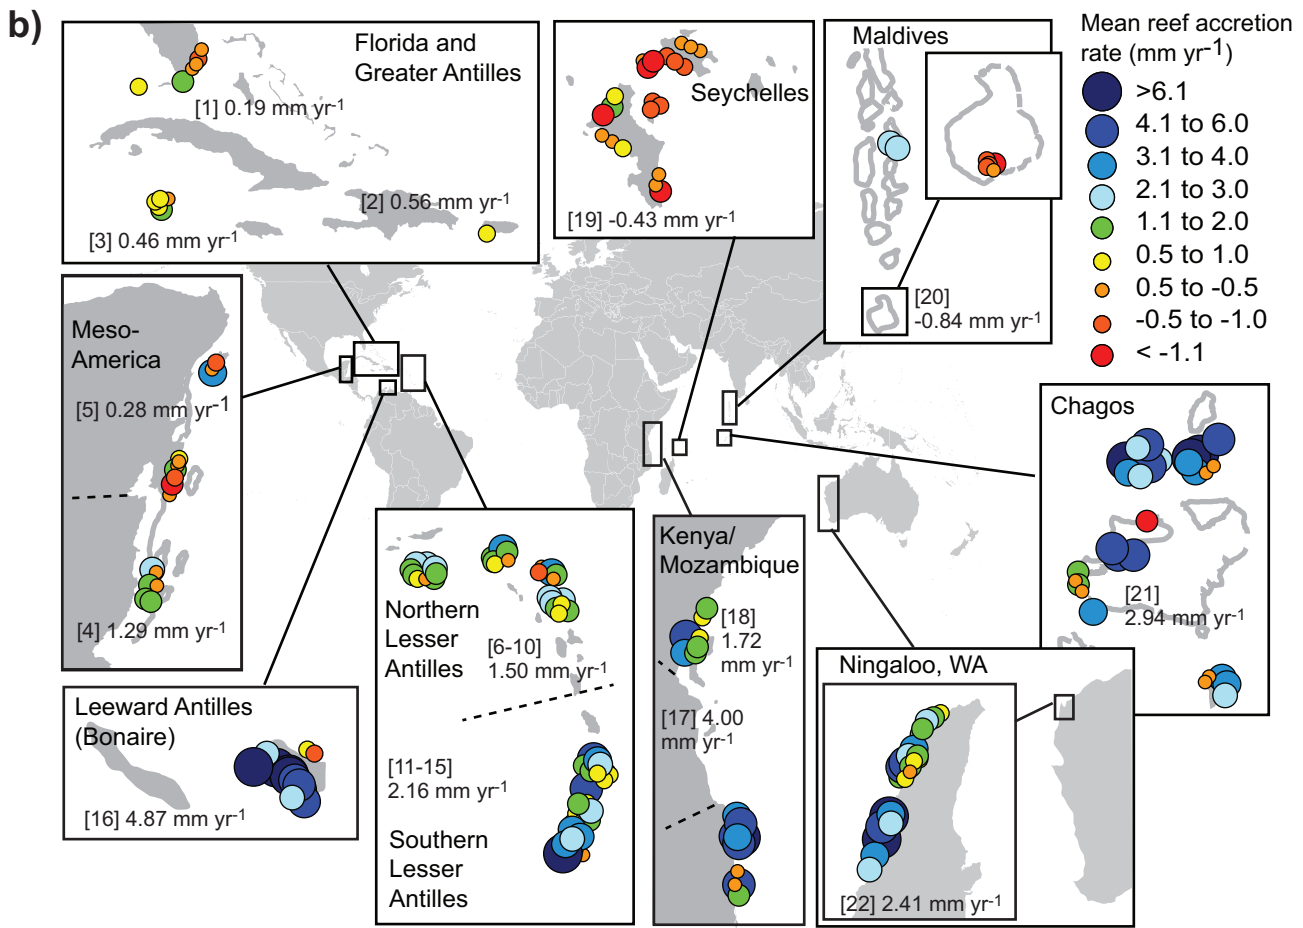 b)
Florida and
Greater Antilles
[1] 0.19 mm yr-1
[2] 0.56 mm yr-1
[3] 0.46 mm yr-1
Seychelles
[19] -0.43 mm yr-1
Maldives
[20]
-0.84 mm yr-1
Mean reef accretion
rate (mm yr-1)
>6.1
4.1 to 6.0
3.1 to 4.0
2.1 to 3.0
1.1 to 2.0
0.5 to 1.0
0.5 to -0.5
-0.5 to -1.0
< -1.1
Meso-
America
[5] 0.28 mm yr-1
[4] 1.29 mm yr-1
Leeward Antilles
(Bonaire)
[16] 4.87 mm yr-1
Northern
Lesser
Antilles
[6-10]
1.50 mm yr-1
[11-15]
2.16 mm yr-1
Southern
Lesser
Antilles
Kenya/
Mozambique
[18]
1.72
mm yr-1
[17] 4.00
mm yr-1
Chagos
[21]
2.94 mm yr-1
Ningaloo, WA
[22] 2.41 mm yr-1